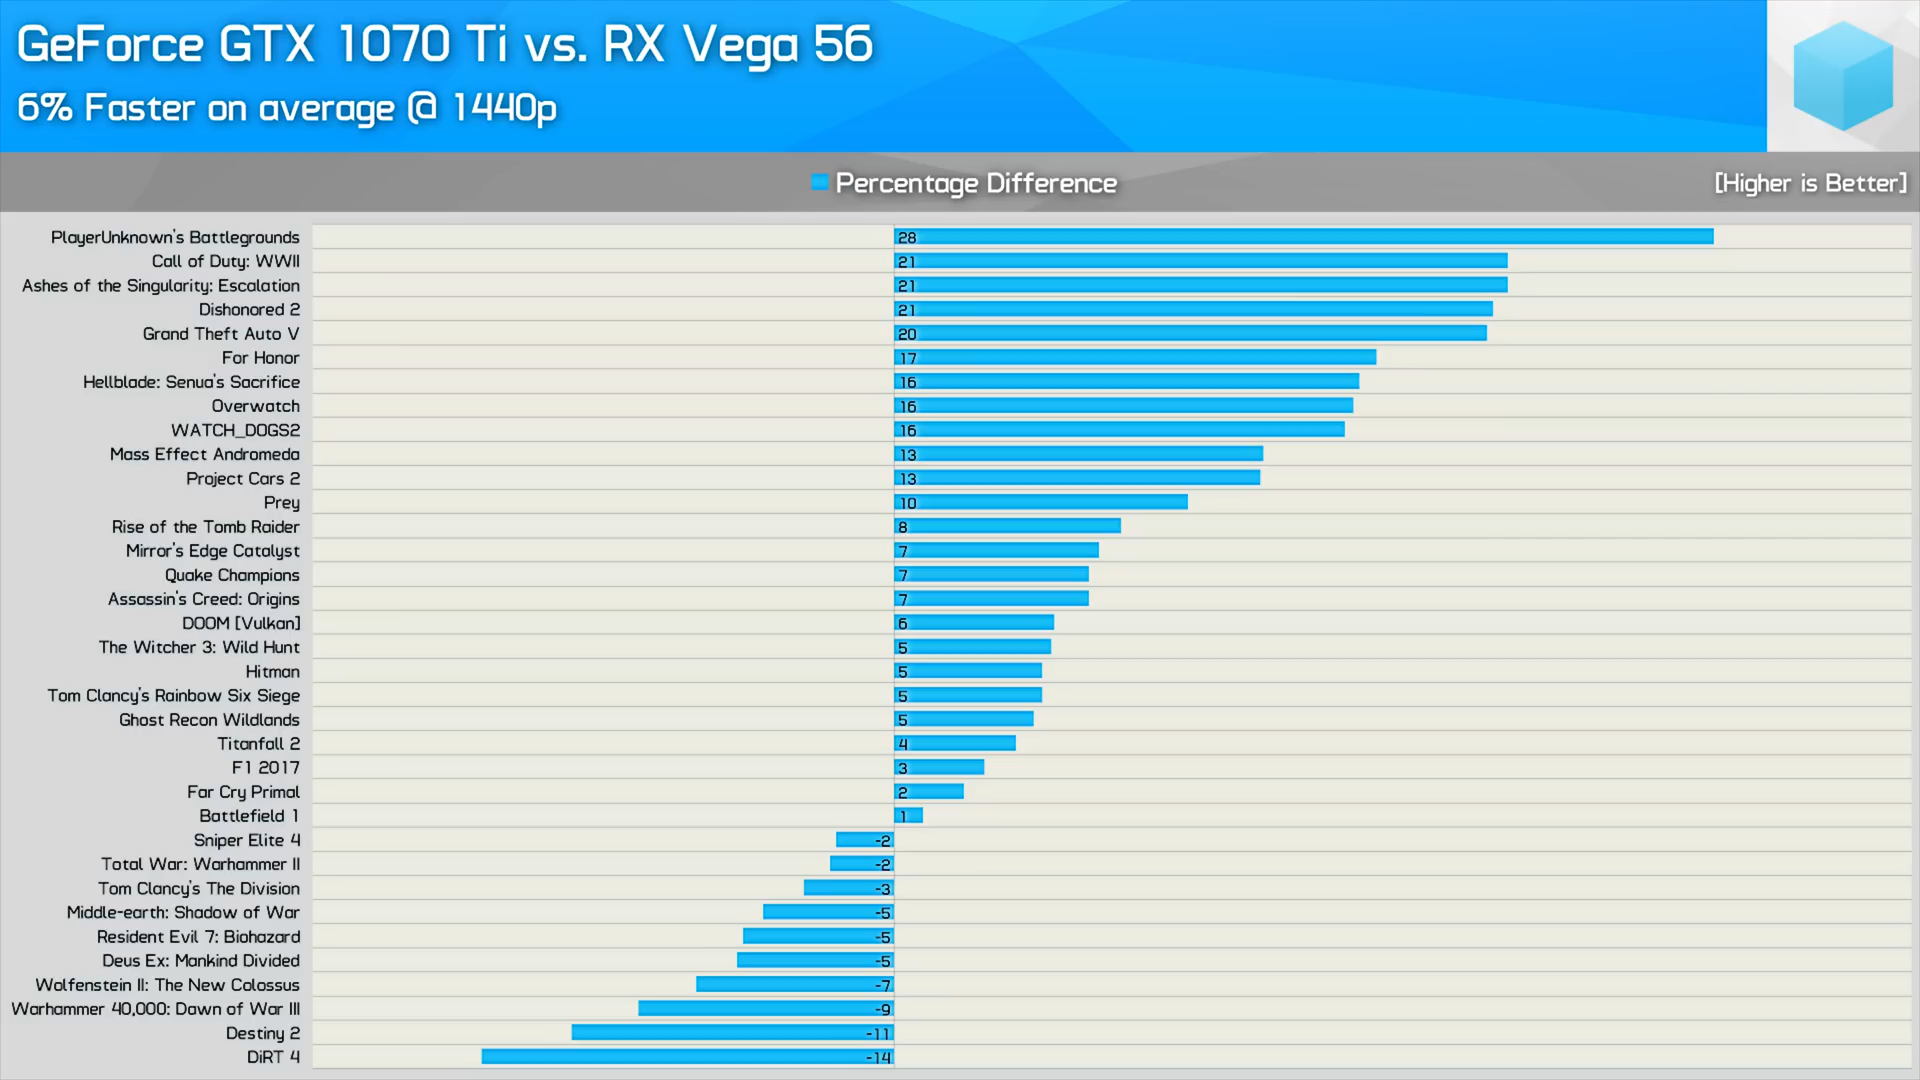 GeForce GTX 1070 Ti vs. RX Vega 56
6% Faster on average @ 1440p
Percentage Difference
[Higher is Better]
PlayerUnknown's Battlegrounds 28
Call of Duty: WWII 21
Ashes of the Singularity: Escalation 21
Dishonored 2 21
Grand Theft Auto V 20
For Honor 17
Hellblade: Senua's Sacrifice 16
Overwatch 16
WATCH_DOGS2 16
Mass Effect Andromeda 13
Project Cars 2 13
Prey 10
Rise of the Tomb Raider 8
Mirror's Edge Catalyst 7
Quake Champions 7
Assassin's Creed: Origins 7
DOOM [Vulkan] 6
The Witcher 3: Wild Hunt 5
Hitman 5
Tom Clancy's Rainbow Six Siege 5
Ghost Recon Wildlands 5
Titanfall 2 4
F1 2017 3
Far Cry Primal 2
Battlefield 1 1
Sniper Elite 4 -2
Total War: Warhammer II -2
Tom Clancy's The Division -3
Middle-earth: Shadow of War -5
Resident Evil 7: Biohazard -5
Deus Ex: Mankind Divided -5
Wolfenstein II: The New Colossus -7
Warhammer 40,000: Dawn of War III -9
Destiny 2 -11
DiRT 4 -14